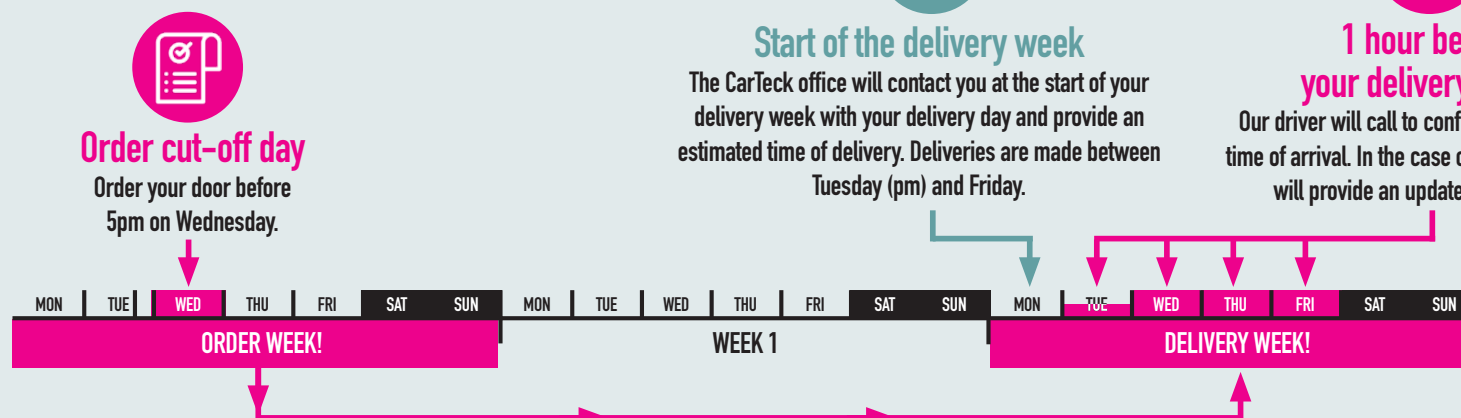 Order cut-off day
Order your door before
5pm on Wednesday.
Start of the delivery week
The CarTeck office will contact you at the start of your
delivery week with your delivery day and provide an
estimated time of delivery. Deliveries are made between
Tuesday (pm) and Friday.
1 hour be
your delivery
Our driver will call to conf
time of arrival. In the case
will provide an update
MON TUE WED THU FRI SAT SUN MON TUE WED THU FRI SAT SUN MON TUE WED THU FRI SAT SUN
ORDER WEEK! WEEK 1 DELIVERY WEEK!